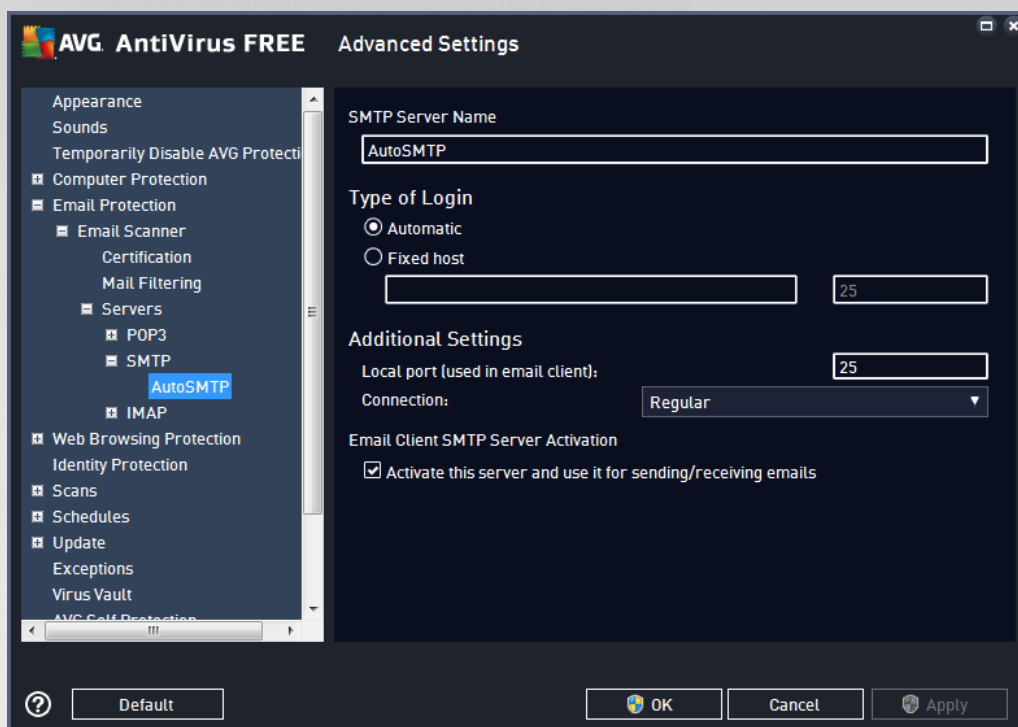 AVG. AntiVirus FREE Advanced Settings
Appearance
Sounds
Temporarily Disable AVG Protecti
Computer Protection
Email Protection
Email Scanner
Certification
Mail Filtering
Servers
POP3
SMTP
AutoSMTP
IMAP
Web Browsing Protection
Identity Protection
Scans
Schedules
Update
Exceptions
Virus Vault
AVG Self Protection
SMTP Server Name
AutoSMTP
Type of Login
Automatic
Fixed host
25
Additional Settings
Local port (used in email client):
25
Connection:
Regular
Email Client SMTP Server Activation
Activate this server and use it for sending/receiving emails
?
Default
OK
Cancel
Apply